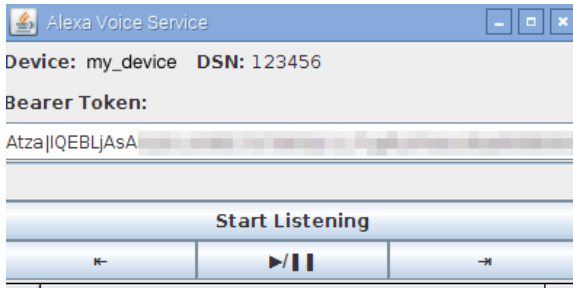 Alexa Voice Service
Device: my_device DSN: 123456
Bearer Token:
Atza|IQEBLjAsA
Start Listening
⇤ ▶/❚❚ ⇥